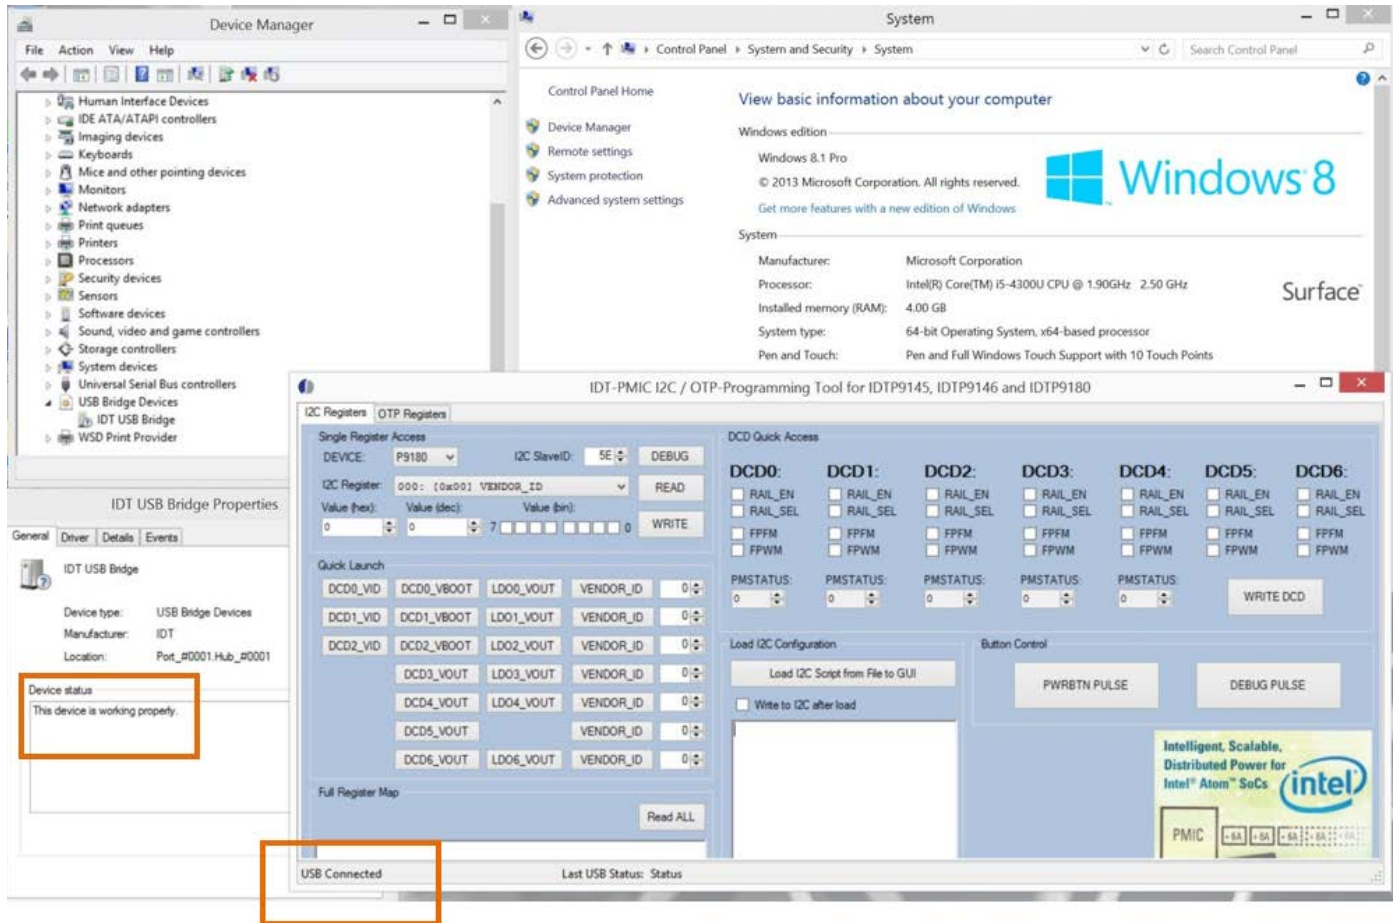 Device Manager
File Action View Help
Human Interface Devices
IDE ATA/ATAPI controllers
Imaging devices
Keyboards
Mice and other pointing devices
Monitors
Network adapters
Print queues
Printers
Processors
Security devices
Sensors
Software devices
Sound, video and game controllers
Storage controllers
System devices
Universal Serial Bus controllers
USB Bridge Devices
IDT USB Bridge
WSD Print Provider
System
Control Panel System and Security System
Search Control Panel
Control Panel Home
Device Manager
Remote settings
System protection
Advanced system settings
View basic information about your computer
Windows edition
Windows 8.1 Pro
© 2013 Microsoft Corporation. All rights reserved.
Get more features with a new edition of Windows
Windows 8
System
Manufacturer: Microsoft Corporation
Processor: Intel(R) Core(TM) i5-4300U CPU @ 1.90GHz 2.50 GHz
Installed memory (RAM): 4.00 GB
System type: 64-bit Operating System, x64-based processor
Pen and Touch: Pen and Full Windows Touch Support with 10 Touch Points
Surface
IDT USB Bridge Properties
General Driver Details Events
IDT USB Bridge
Device type: USB Bridge Devices
Manufacturer: IDT
Location: Port_#0001.Hub_#0001
Device status
This device is working properly.
IDT-PMIC I2C / OTP-Programming Tool for IDTP9145, IDTP9146 and IDTP9180
I2C Registers OTP Registers
Single Register Access
DEVICE: P9180 I2C SlaveID: 5E DEBUG
I2C Register: 000: [0x00] VENDOR_ID READ
Value (hex): Value (dec): Value (bin):
0 0 7 0 WRITE
Quick Launch
DCD0_VID DCD0_VBOOT LDO0_VOUT VENDOR_ID 0
DCD1_VID DCD1_VBOOT LDO1_VOUT VENDOR_ID 0
DCD2_VID DCD2_VBOOT LDO2_VOUT VENDOR_ID 0
DCD3_VOUT LDO3_VOUT VENDOR_ID 0
DCD4_VOUT LDO4_VOUT VENDOR_ID 0
DCD5_VOUT VENDOR_ID 0
DCD6_VOUT LDO6_VOUT VENDOR_ID 0
Full Register Map
Read ALL
DCD Quick Access
DCD0: DCD1: DCD2: DCD3: DCD4: DCD5: DCD6:
RAIL_EN RAIL_EN RAIL_EN RAIL_EN RAIL_EN RAIL_EN RAIL_EN
RAIL_SEL RAIL_SEL RAIL_SEL RAIL_SEL RAIL_SEL RAIL_SEL RAIL_SEL
FPFM FPFM FPFM FPFM FPFM FPFM FPFM
FPWM FPWM FPWM FPWM FPWM FPWM FPWM
PMSTATUS: PMSTATUS: PMSTATUS: PMSTATUS: PMSTATUS:
0 0 0 0 0 WRITE DCD
Load I2C Configuration
Load I2C Script from File to GUI
Write to I2C after load
Button Control
PWRBTN PULSE DEBUG PULSE
Intelligent, Scalable,
Distributed Power for
Intel® Atom™ SoCs
intel
PMIC
USB Connected Last USB Status: Status